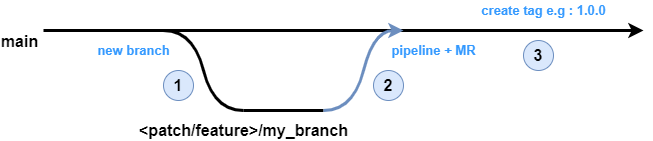 create tag e.g : 1.0.0
main
new branch
pipeline + MR
1
2
3
<patch/feature>/my_branch